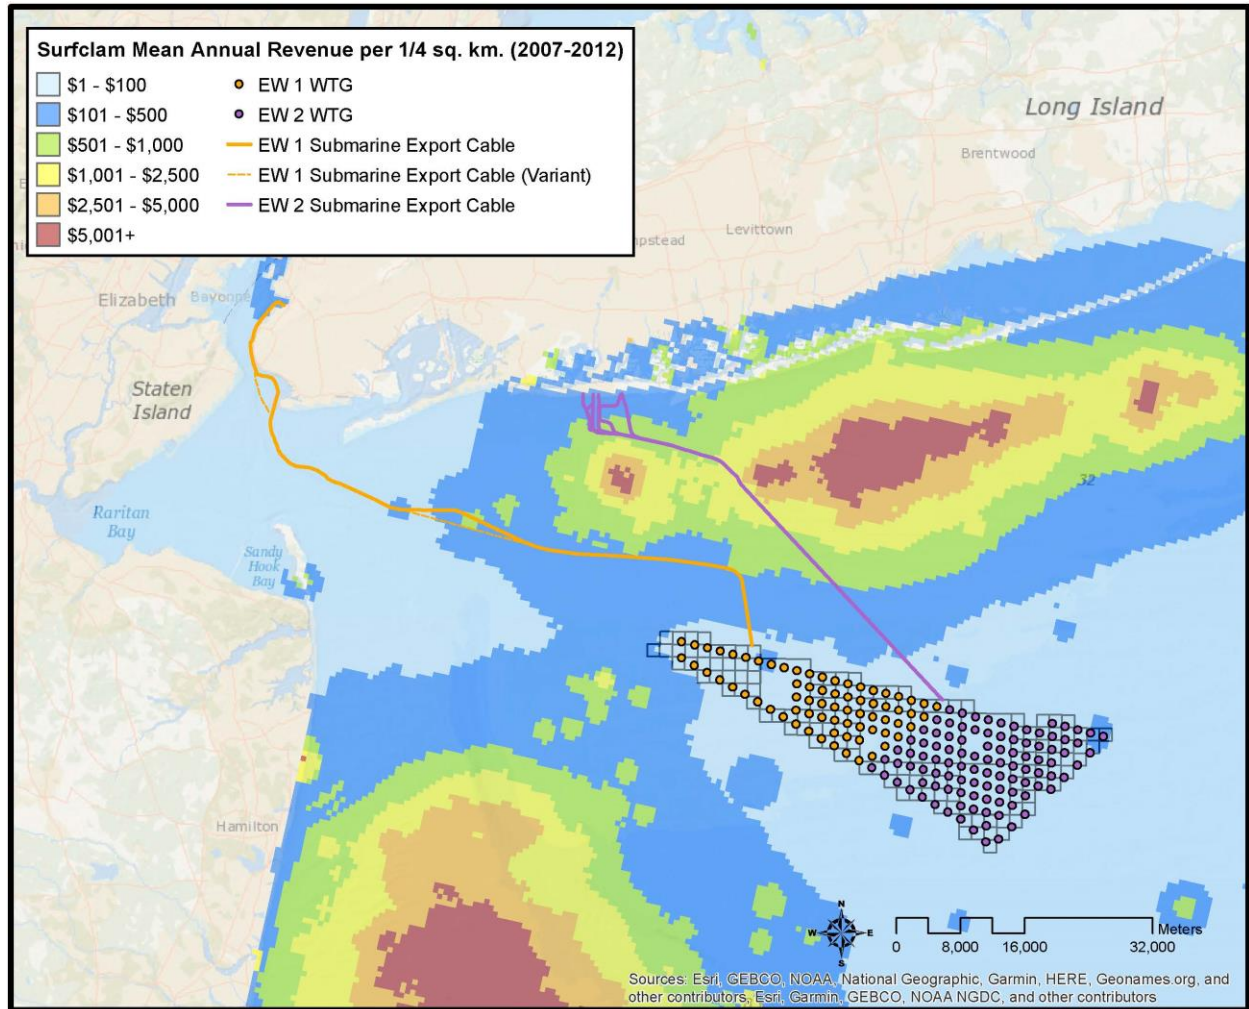 Surfclam Mean Annual Revenue per 1/4 sq. km. (2007-2012)
$1 - $100
$101 - $500
$501 - $1,000
$1,001 - $2,500
$2,501 - $5,000
$5,001+
EW 1 WTG
EW 2 WTG
EW 1 Submarine Export Cable
EW 1 Submarine Export Cable (Variant)
EW 2 Submarine Export Cable
Long Island
Brentwood
Levittown
Elizabeth
Bayonne
Staten
Island
32
Raritan
Bay
Sandy
Hook
Bay
Hamilton
N
W
E
S
Meters
0
8,000
16,000
32,000
Sources: Esri, GEBCO, NOAA, National Geographic, Garmin, HERE, Geonames.org, and
other contributors, Esri, Garmin, GEBCO, NOAA NGDC, and other contributors